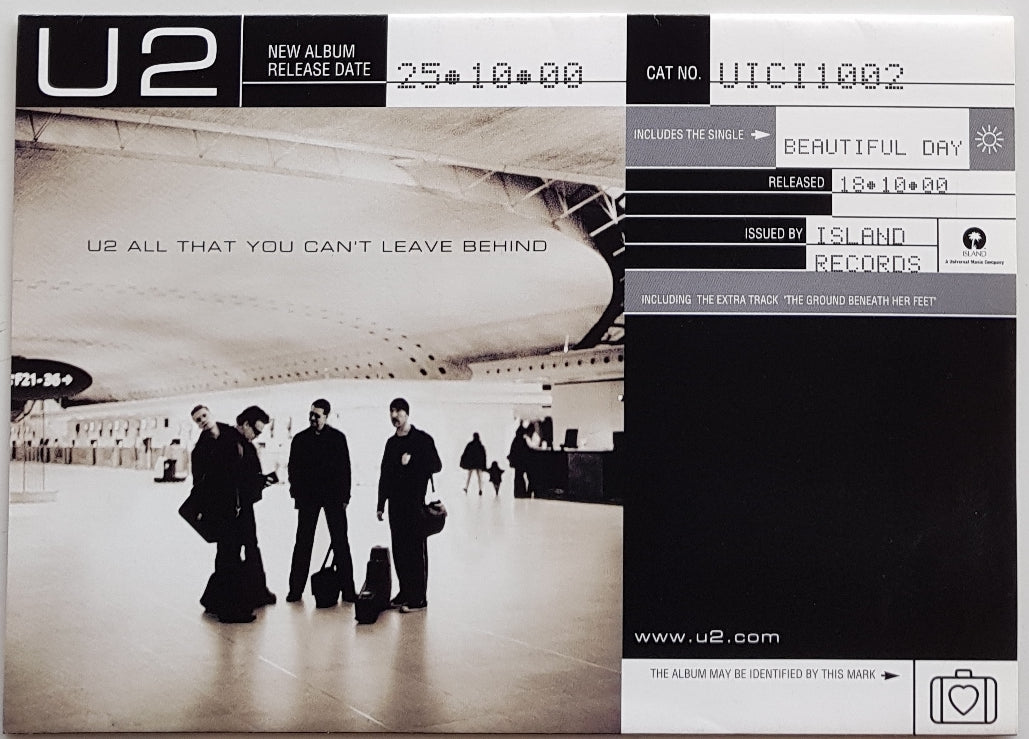 U2
NEW ALBUM
RELEASE DATE
25•10•00
CAT NO. UICI1002
INCLUDES THE SINGLE
BEAUTIFUL DAY
RELEASED 18•10•00
ISSUED BY ISLAND
RECORDS
ISLAND
A Universal Music Company
INCLUDING THE EXTRA TRACK 'THE GROUND BENEATH HER FEET'
U2 ALL THAT YOU CAN'T LEAVE BEHIND
F21-36→
www.u2.com
THE ALBUM MAY BE IDENTIFIED BY THIS MARK